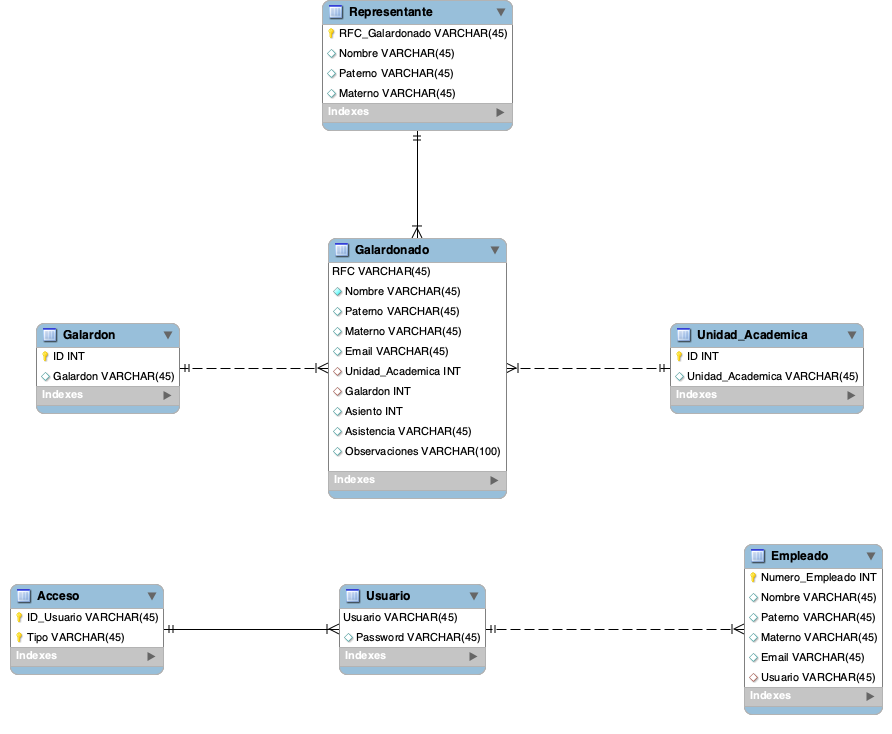 Representante
RFC_Galardonado VARCHAR(45)
Nombre VARCHAR(45)
Paterno VARCHAR(45)
Materno VARCHAR(45)
Indexes
Galardonado
RFC VARCHAR(45)
Nombre VARCHAR(45)
Paterno VARCHAR(45)
Materno VARCHAR(45)
Email VARCHAR(45)
Unidad_Academica INT
Galardon INT
Asiento INT
Asistencia VARCHAR(45)
Observaciones VARCHAR(100)
Indexes
Galardon
ID INT
Galardon VARCHAR(45)
Indexes
Unidad_Academica
ID INT
Unidad_Academica VARCHAR(45)
Indexes
Acceso
ID_Usuario VARCHAR(45)
Tipo VARCHAR(45)
Indexes
Usuario
Usuario VARCHAR(45)
Password VARCHAR(45)
Indexes
Empleado
Numero_Empleado INT
Nombre VARCHAR(45)
Paterno VARCHAR(45)
Materno VARCHAR(45)
Email VARCHAR(45)
Usuario VARCHAR(45)
Indexes